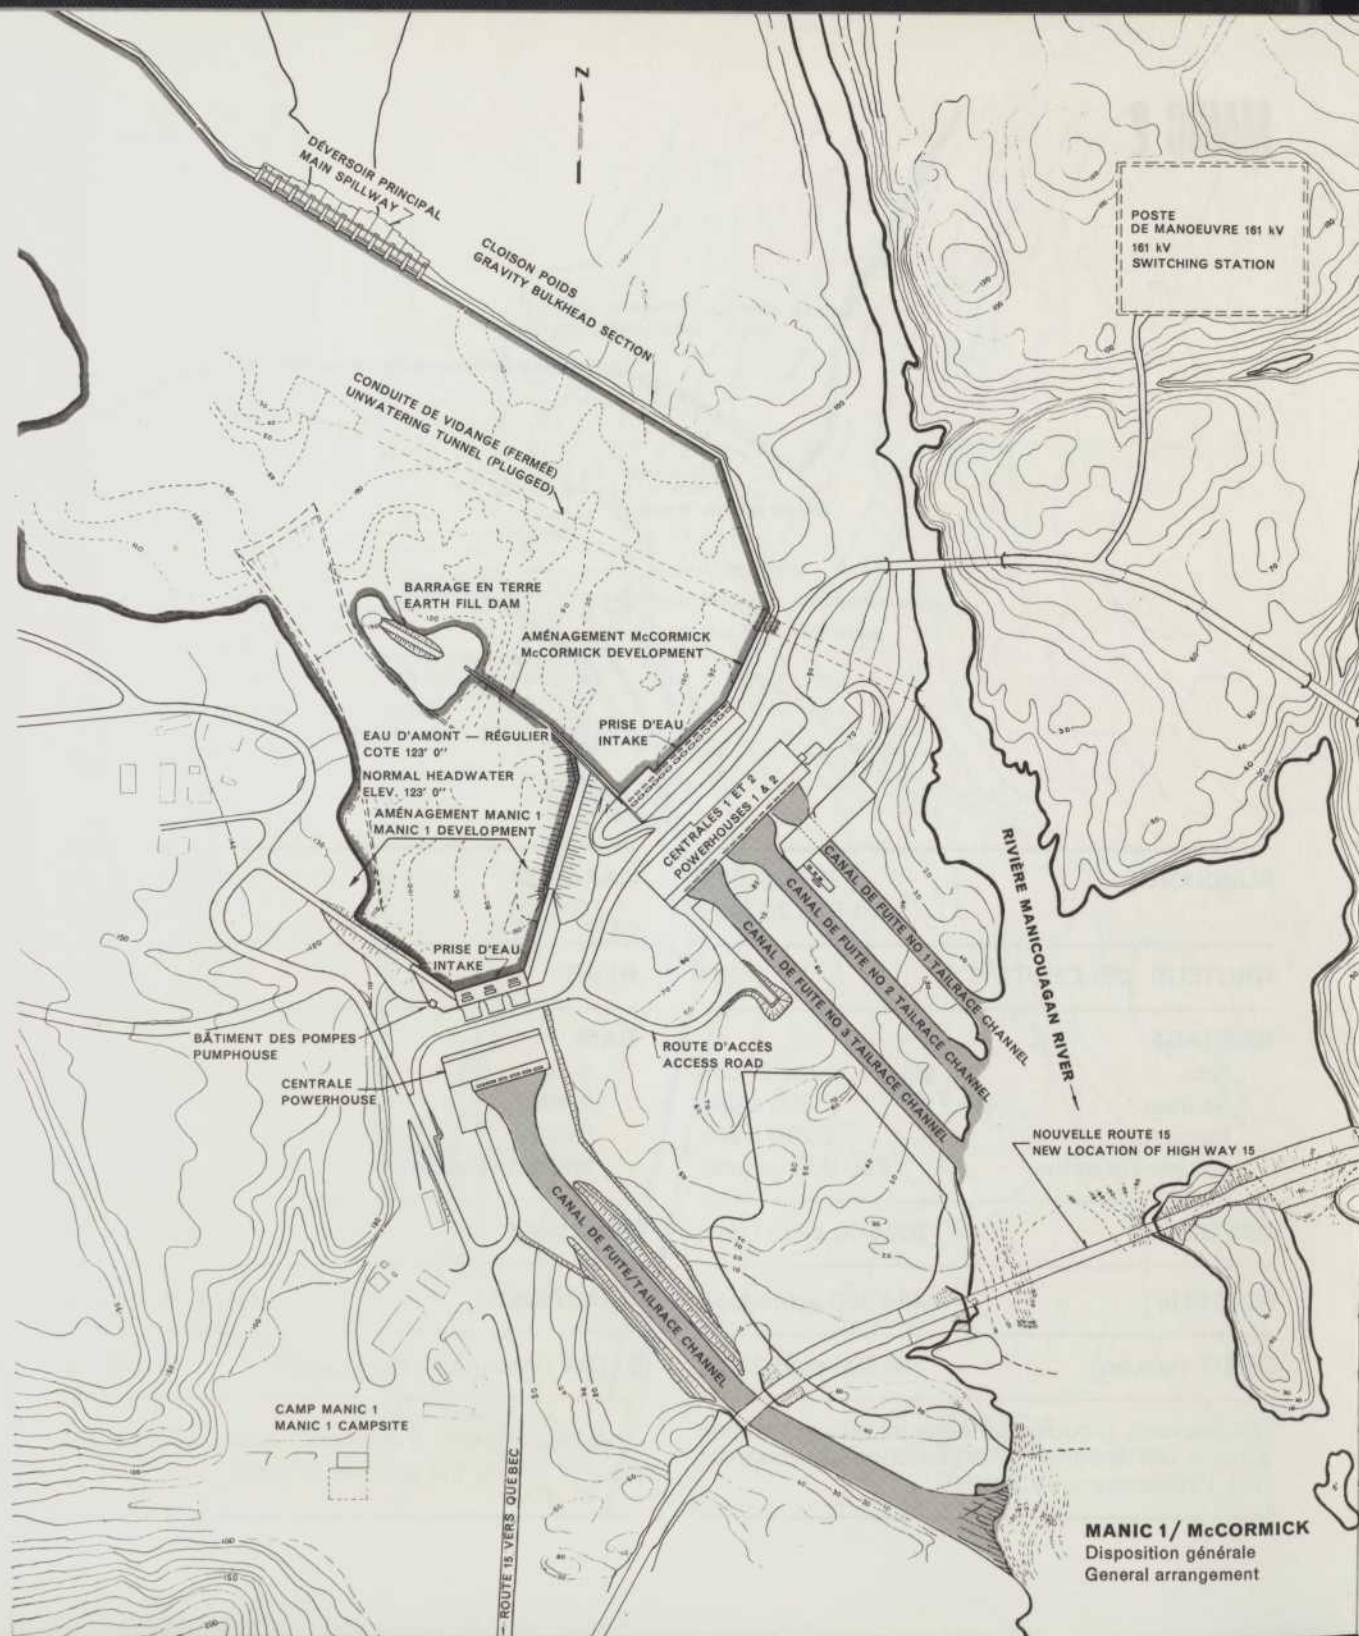 N
DÉVERSOIR PRINCIPAL
MAIN SPILLWAY
CLOISON POIDS
GRAVITY BULKHEAD SECTION
POSTE
DE MANOEUVRE 161 kV
161 kV
SWITCHING STATION
CONDUITE DE VIDANGE (FERMÉE)
UNWATERING TUNNEL (PLUGGED)
BARRAGE EN TERRE
EARTH FILL DAM
AMÉNAGEMENT McCORMICK
McCORMICK DEVELOPMENT
PRISE D'EAU
INTAKE
EAU D'AMONT — RÉGULIER
COTE 123' 0''
NORMAL HEADWATER
ELEV. 123' 0''
AMÉNAGEMENT MANIC 1
MANIC 1 DEVELOPMENT
CENTRALES 1 ET 2
POWERHOUSES 1 & 2
CANAL DE FUITE NO 1 TAILRACE CHANNEL
CANAL DE FUITE NO 2 TAILRACE CHANNEL
CANAL DE FUITE NO 3 TAILRACE CHANNEL
RIVIÈRE MANICOUAGAN RIVER
PRISE D'EAU
INTAKE
BÂTIMENT DES POMPES
PUMPHOUSE
CENTRALE
POWERHOUSE
ROUTE D'ACCÈS
ACCESS ROAD
NOUVELLE ROUTE 15
NEW LOCATION OF HIGH WAY 15
CANAL DE FUITE/TAILRACE CHANNEL
CAMP MANIC 1
MANIC 1 CAMPSITE
ROUTE 15 VERS QUÉBEC
MANIC 1/ McCORMICK
Disposition générale
General arrangement